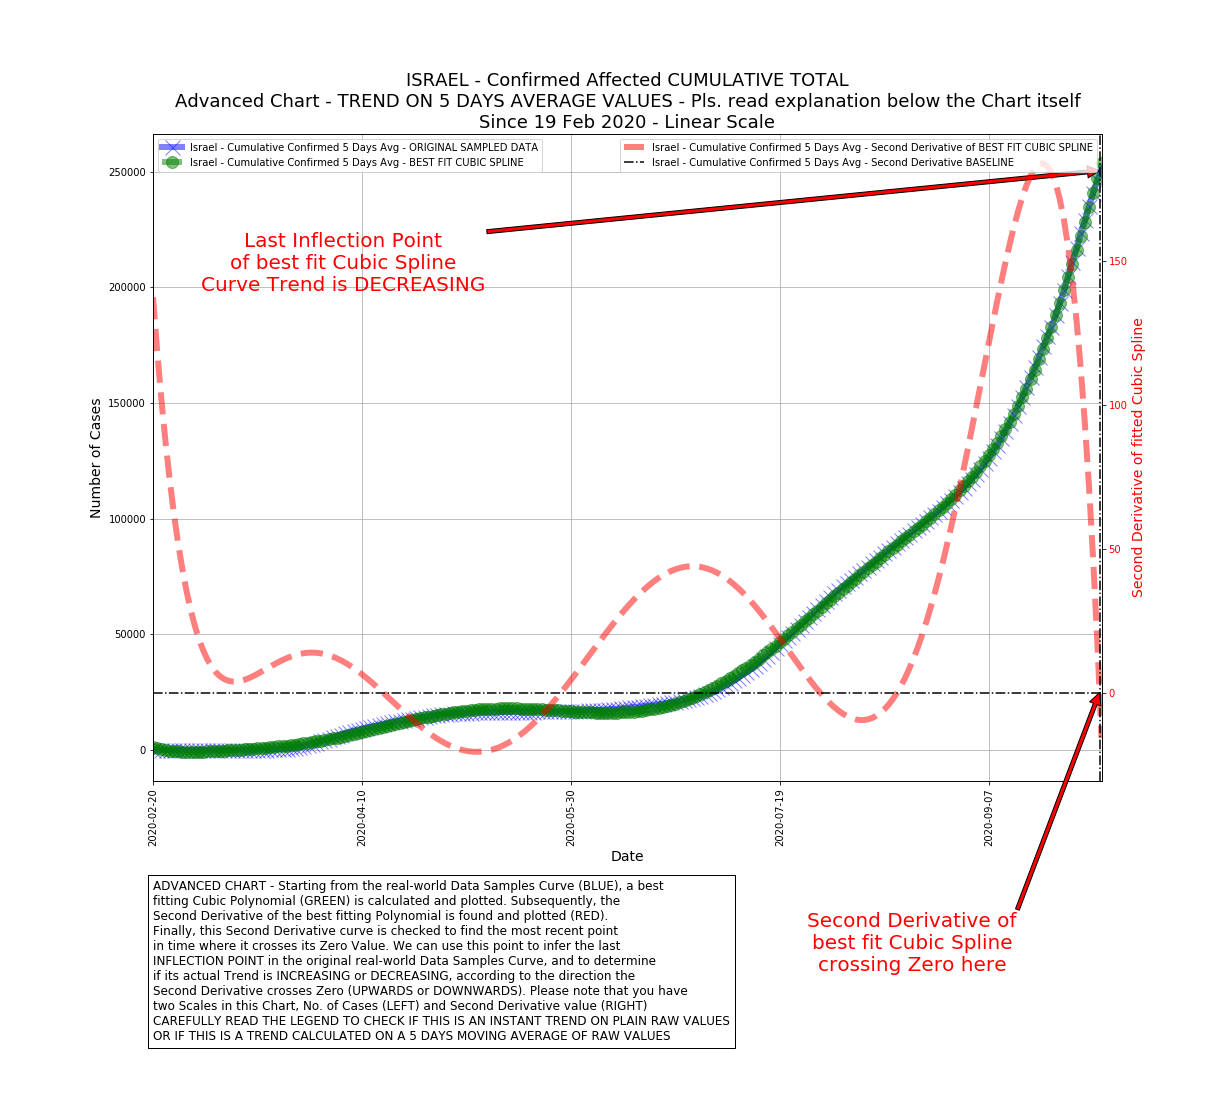 ISRAEL - Confirmed Affected CUMULATIVE TOTAL
Advanced Chart - TREND ON 5 DAYS AVERAGE VALUES - Pls. read explanation below the Chart itself
Since 19 Feb 2020 - Linear Scale
Israel - Cumulative Confirmed 5 Days Avg - ORIGINAL SAMPLED DATA
Israel - Cumulative Confirmed 5 Days Avg - BEST FIT CUBIC SPLINE
Israel - Cumulative Confirmed 5 Days Avg - Second Derivative of BEST FIT CUBIC SPLINE
Israel - Cumulative Confirmed 5 Days Avg - Second Derivative BASELINE
Last Inflection Point
of best fit Cubic Spline
Curve Trend is DECREASING
Number of Cases
250000
200000
150000
100000
50000
0
150
100
50
0
Second Derivative of fitted Cubic Spline
2020-02-20
2020-04-10
2020-05-30
2020-07-19
2020-09-07
Date
Second Derivative of
best fit Cubic Spline
crossing Zero here
ADVANCED CHART - Starting from the real-world Data Samples Curve (BLUE), a best
fitting Cubic Polynomial (GREEN) is calculated and plotted. Subsequently, the
Second Derivative of the best fitting Polynomial is found and plotted (RED).
Finally, this Second Derivative curve is checked to find the most recent point
in time where it crosses its Zero Value. We can use this point to infer the last
INFLECTION POINT in the original real-world Data Samples Curve, and to determine
if its actual Trend is INCREASING or DECREASING, according to the direction the
Second Derivative crosses Zero (UPWARDS or DOWNWARDS). Please note that you have
two Scales in this Chart, No. of Cases (LEFT) and Second Derivative value (RIGHT)
CAREFULLY READ THE LEGEND TO CHECK IF THIS IS AN INSTANT TREND ON PLAIN RAW VALUES
OR IF THIS IS A TREND CALCULATED ON A 5 DAYS MOVING AVERAGE OF RAW VALUES